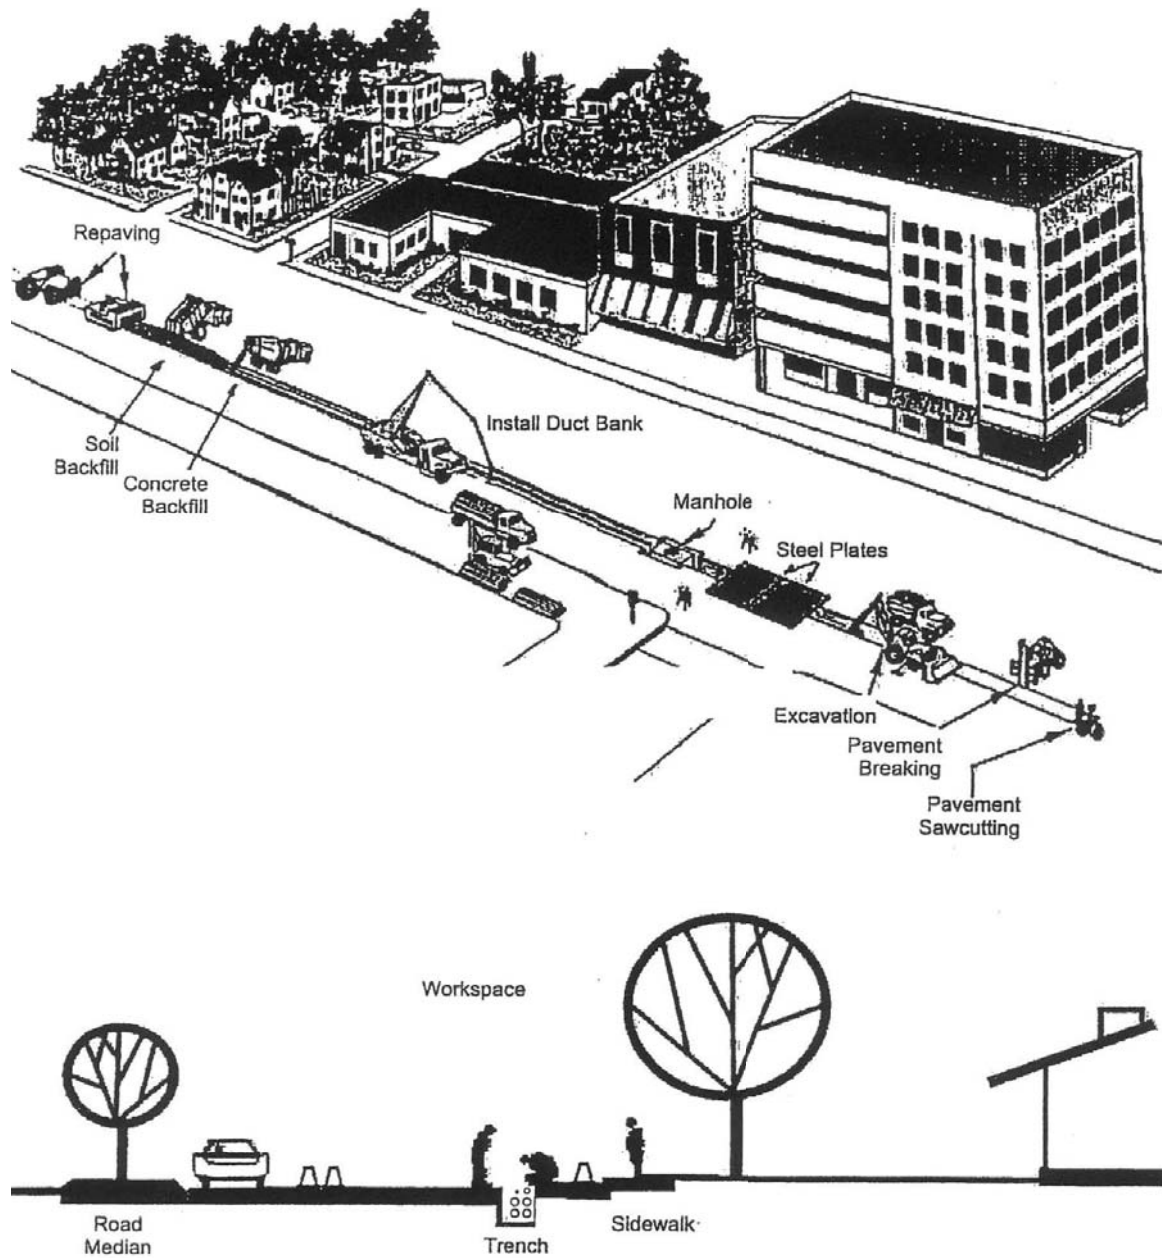 Repaving
Install Duct Bank
Soil
Backfill
Concrete
Backfill
Manhole
Steel Plates
Excavation
Pavement
Breaking
Pavement
Sawcutting
Workspace
Road
Median
Trench
Sidewalk